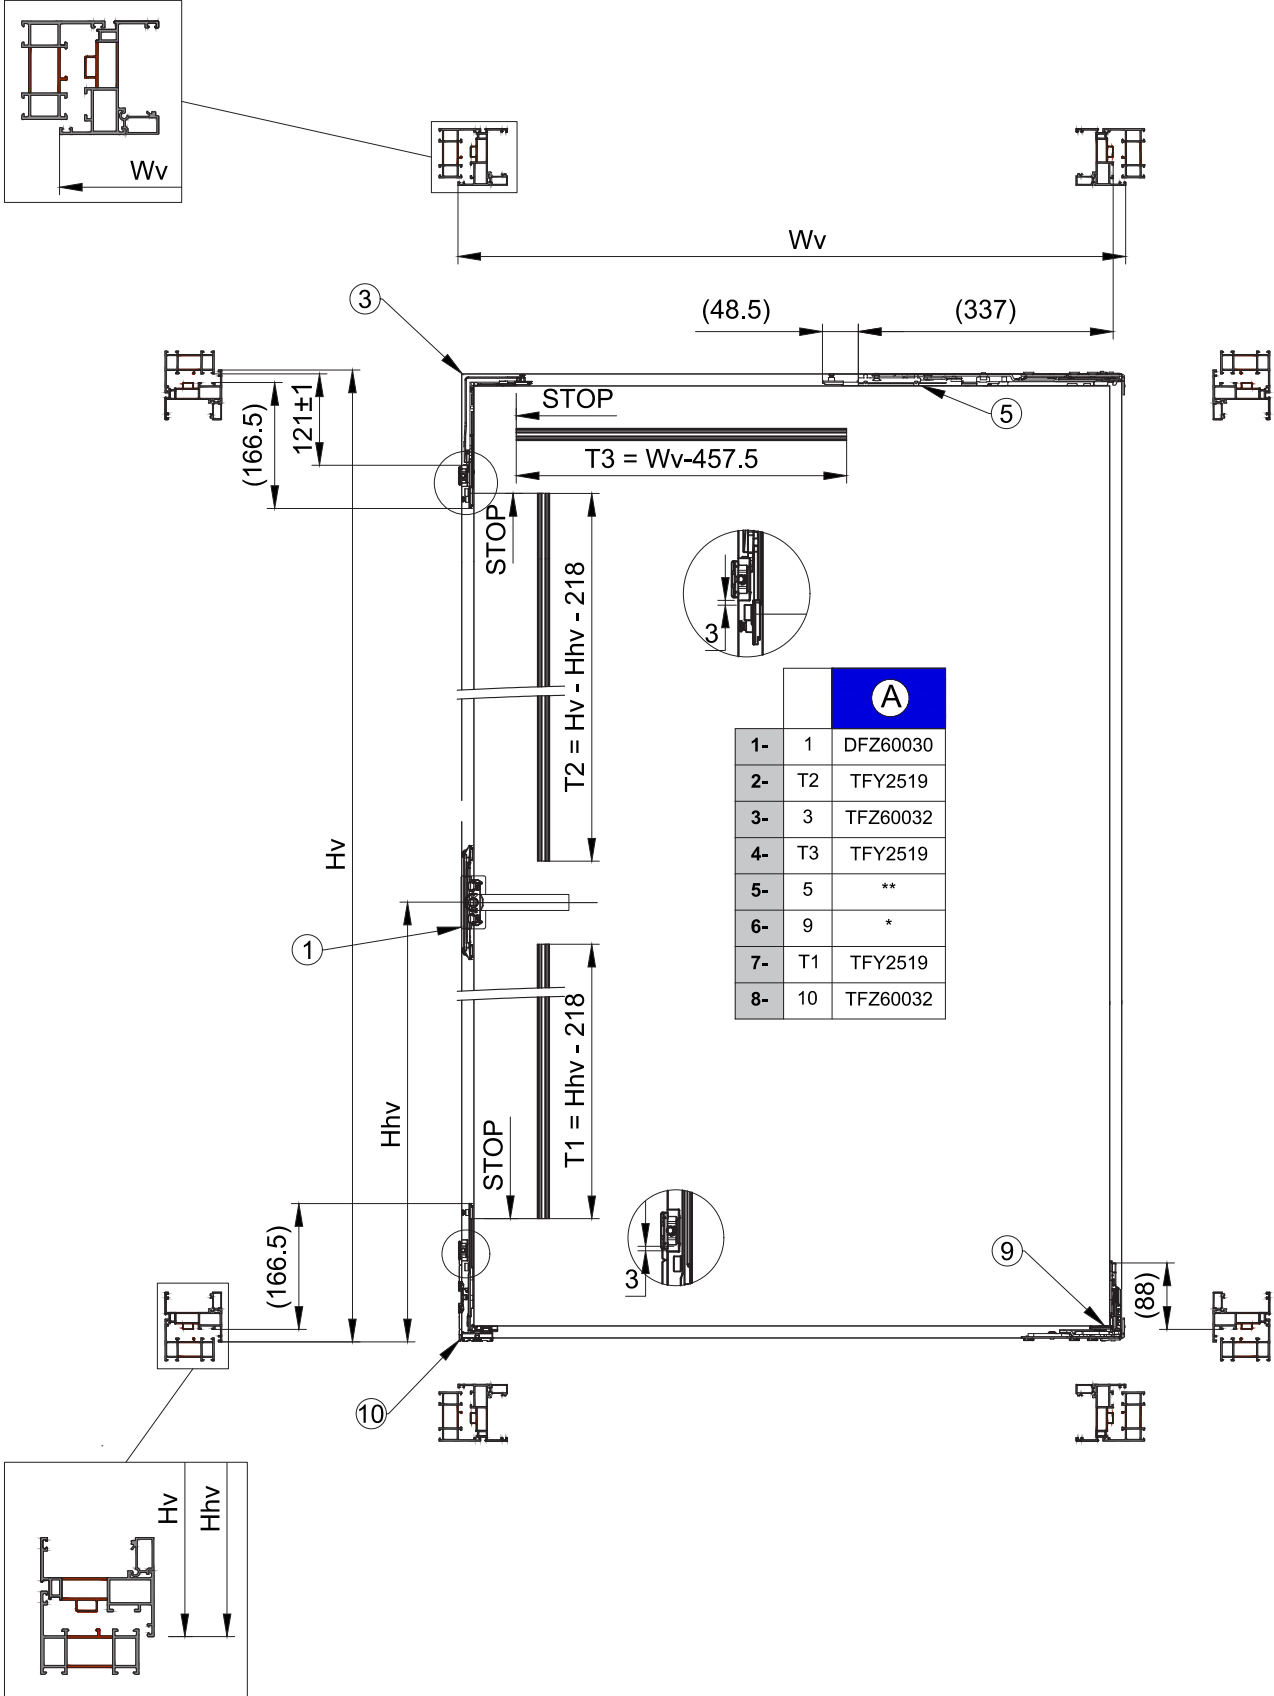 Wv
Wv
(48.5)
(337)
3
5
(166.5)
121±1
STOP
T3 = Wv-457.5
STOP
T2 = Hv - Hhv - 218
3
A
1- 1 DFZ60030
2- T2 TFY2519
3- 3 TFZ60032
4- T3 TFY2519
5- 5 **
6- 9 *
7- T1 TFY2519
8- 10 TFZ60032
Hv
1
Hhv
T1 = Hhv - 218
STOP
(166.5)
3
9
(88)
10
Hv
Hhv